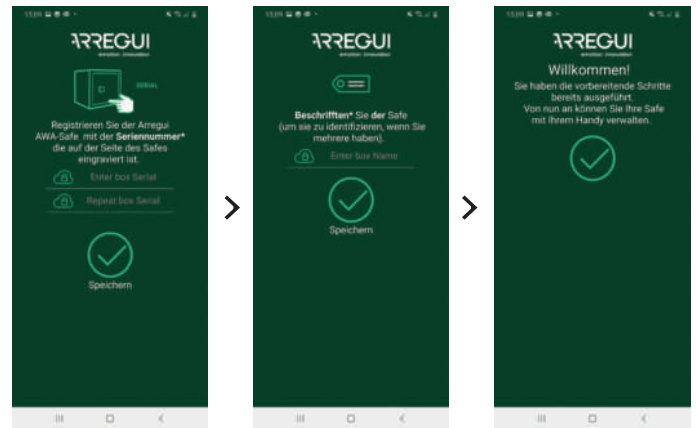 ARREGUI
SERIAL
Registrieren Sie der Arregui
AWA-Safe mit der Seriennummer*
die auf der Seite des Safes
eingraviert ist.
Enter box Serial
Repeat box Serial
Speichern
>
ARREGUI
Beschrifften* Sie der Safe
(um sie zu identifizieren, wenn Sie
mehrere haben).
Enter box Name
Speichern
>
ARREGUI
Willkommen!
Sie haben die vorbereitende Schritte
bereits ausgeführt.
Von nun an können Sie Ihre Safe
mit Ihrem Handy verwalten.